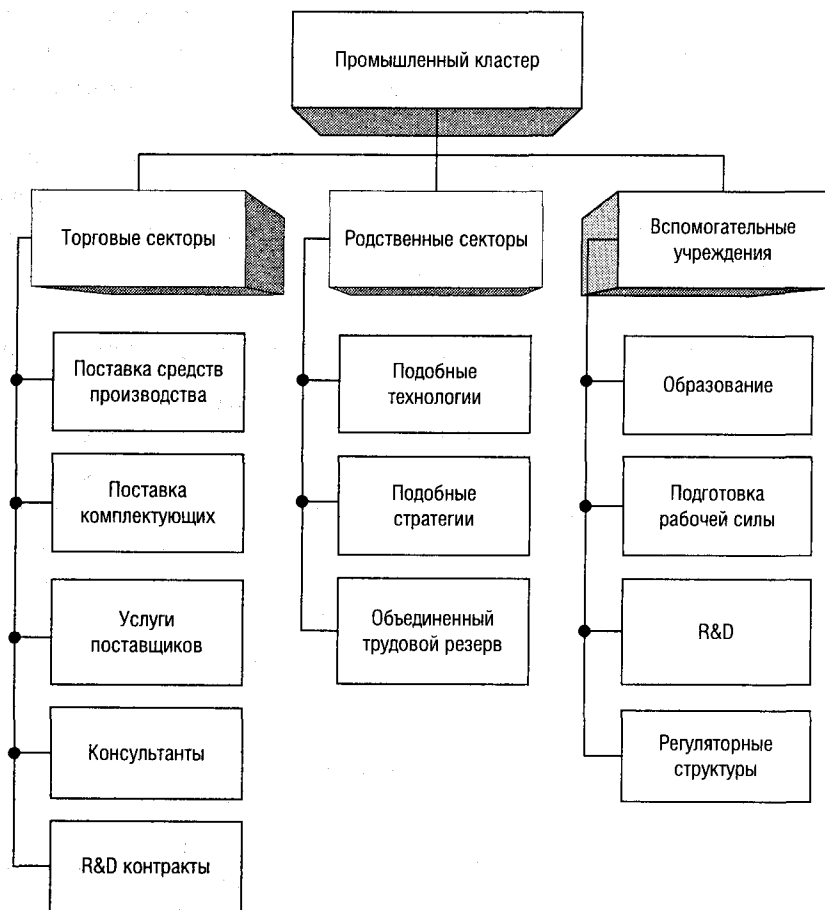 Промышленный кластер
Торговые секторы
Родственные секторы
Вспомогательные
учреждения
Поставка средств
производства
Поставка
комплектующих
Услуги
поставщиков
Консультанты
R&D контракты
Подобные
технологии
Подобные
стратегии
Объединенный
трудовой резерв
Образование
Подготовка
рабочей силы
R&D
Регуляторные
структуры